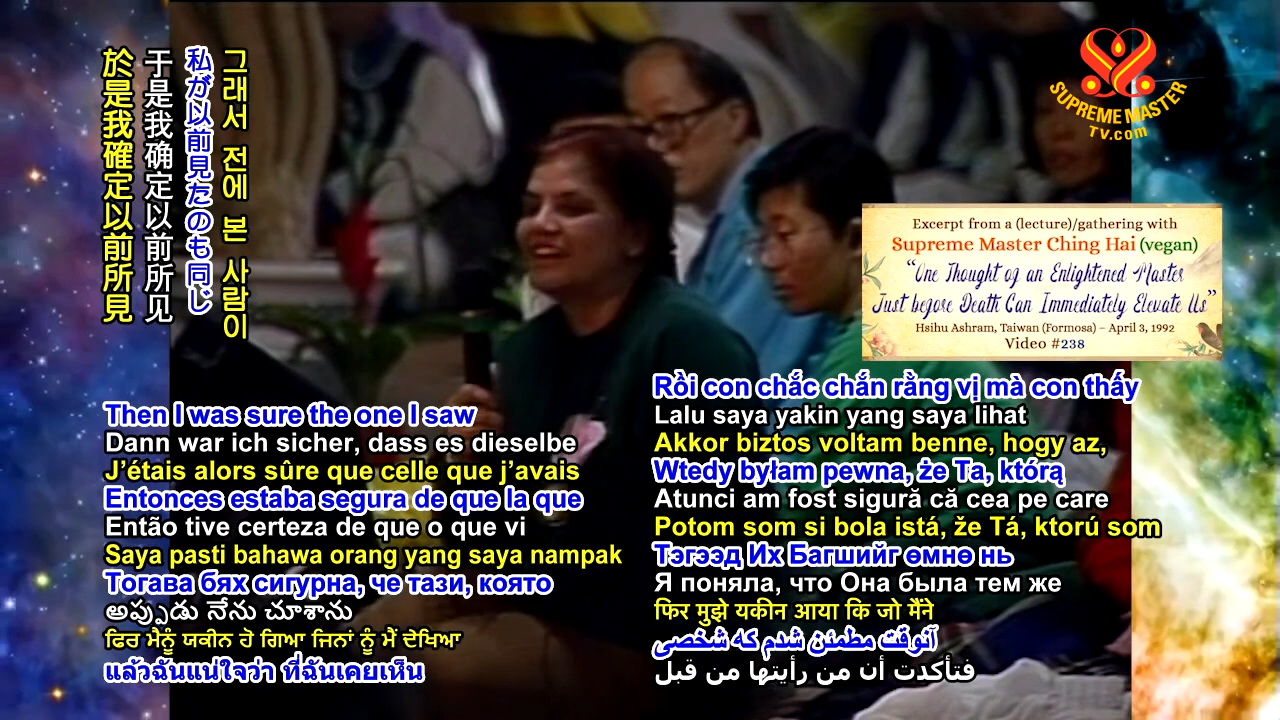 於是我確定以前所見
于是我确定以前所见
私が以前見たのも同じ
그래서 전에 본 사람이
SUPREME MASTER
TV.com
Excerpt from a (lecture)/gathering with
Supreme Master Ching Hai (vegan)
“One Thought of an Enlightened Master
Just before Death Can Immediately Elevate Us”
Hsihu Ashram, Taiwan (Formosa) – April 3, 1992
Video #238
Then I was sure the one I saw
Dann war ich sicher, dass es dieselbe
J’étais alors sûre que celle que j’avais
Entonces estaba segura de que la que
Então tive certeza de que o que vi
Saya pasti bahawa orang yang saya nampak
Тогава бях сигурна, че тази, която
అప్పుడు నేను చూశాను
ਫਿਰ ਮੈਨੂੰ ਯਕੀਨ ਹੋ ਗਿਆ ਜਿਨਾਂ ਨੂੰ ਮੈਂ ਦੇਖਿਆ
แล้วฉันแน่ใจว่า ที่ฉันเคยเห็น
Rồi con chắc chắn rằng vị mà con thấy
Lalu saya yakin yang saya lihat
Akkor biztos voltam benne, hogy az,
Wtedy byłam pewna, że Ta, którą
Atunci am fost sigură că cea pe care
Potom som si bola istá, že Tá, ktorú som
Тэгээд Их Багшийг өмнө нь
Я поняла, что Она была тем же
फिर मुझे यकीन आया कि जो मैंने
آنوقت مطمئن شدم که شخصی
فتأكدت أن من رأيتها من قبل